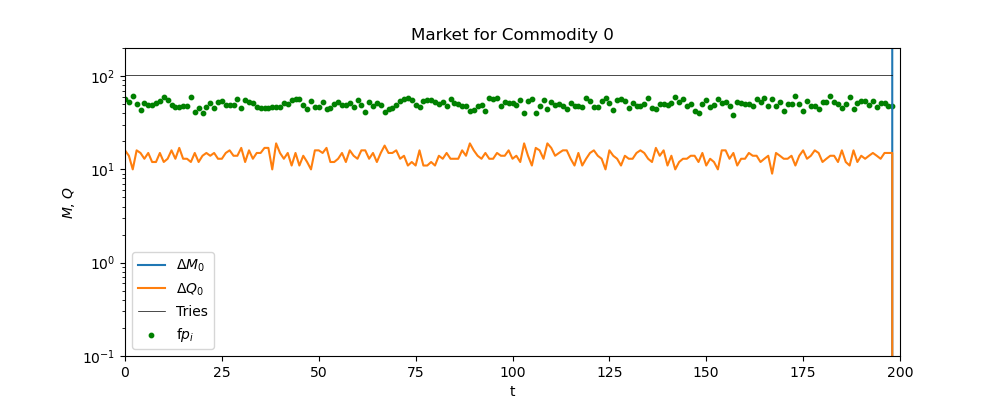 Market for Commodity 0
M, Q
10²
10¹
10⁰
10⁻¹
ΔM₀
ΔQ₀
Tries
fpᵢ
0 25 50 75 100 125 150 175 200
t